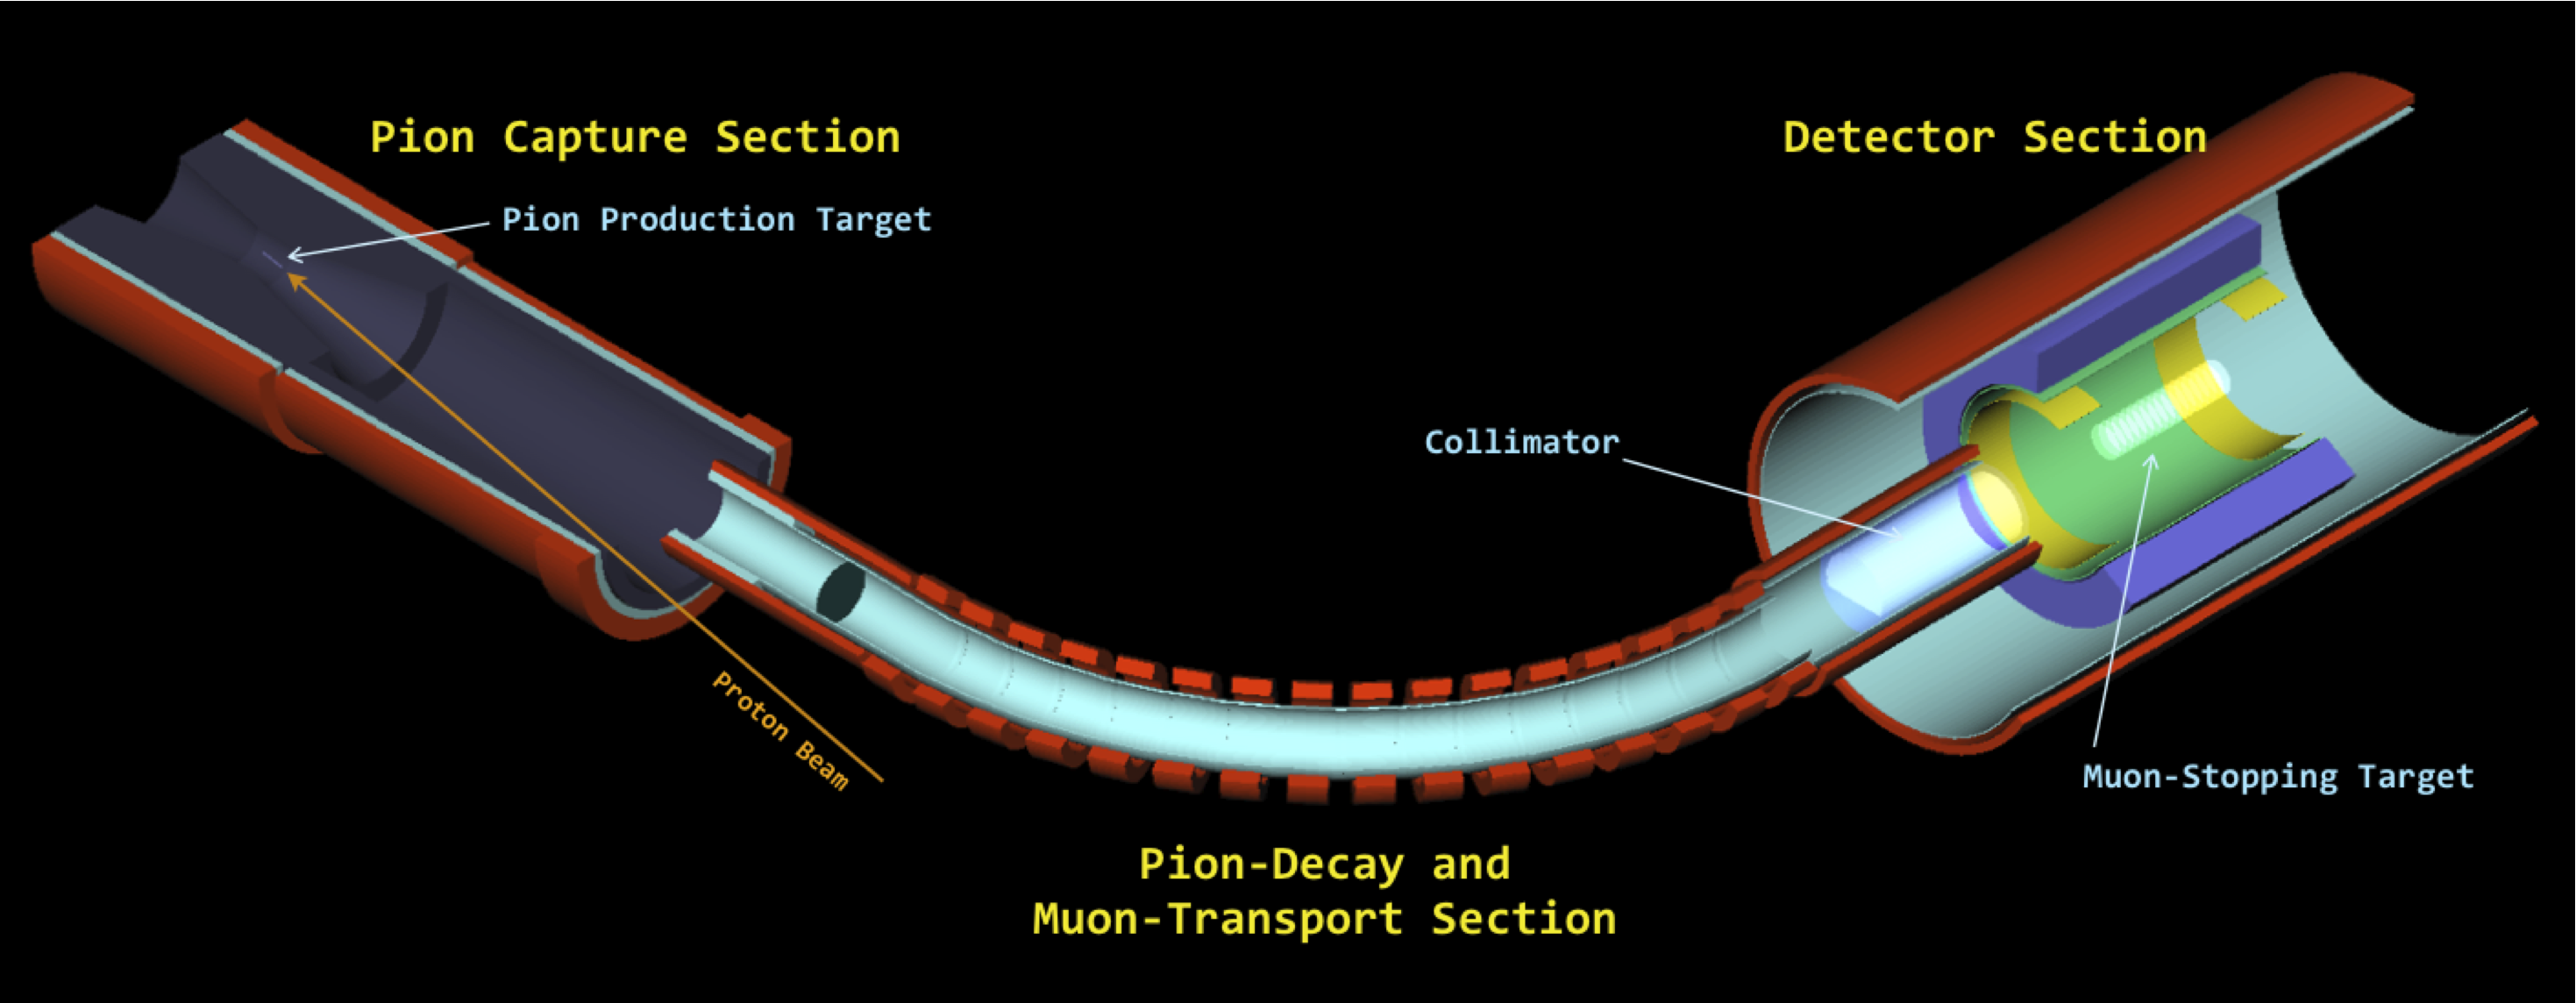 Pion Capture Section
Detector Section
Pion Production Target
Collimator
Proton Beam
Muon-Stopping Target
Pion-Decay and
Muon-Transport Section